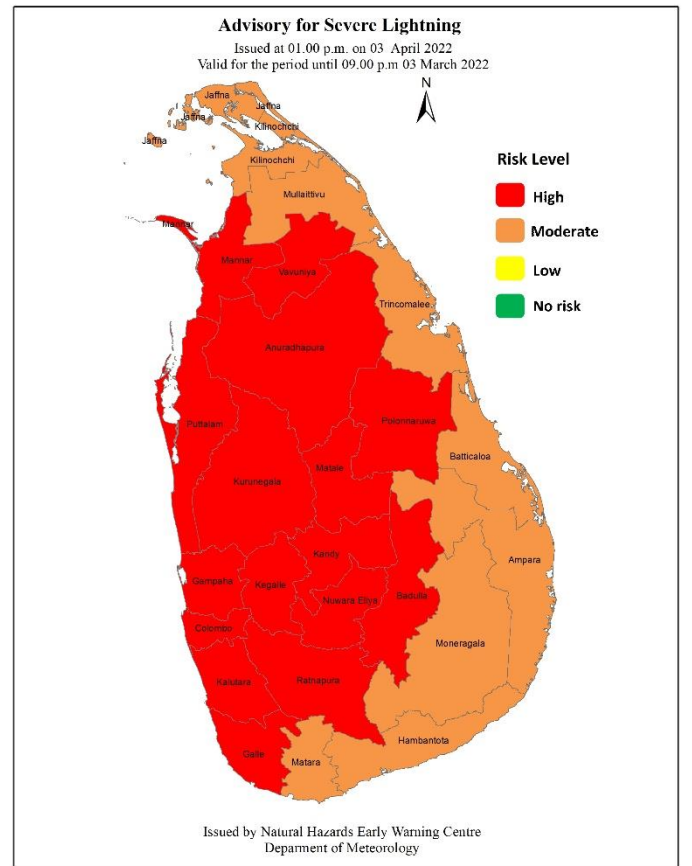 Advisory for Severe Lightning
Issued at 01.00 p.m. on 03 April 2022
Valid for the period until 09.00 p.m 03 March 2022
N
Jaffna
Jaffna
Jaffna
Kilinochchi
Jaffna
Kilinochchi
Mullaittivu
Risk Level
High
Moderate
Low
No risk
Mannar
Mannar
Vavuniya
Trincomalee
Anuradhapura
Polonnaruwa
Puttalam
Batticaloa
Matale
Kurunegala
Kandy
Ampara
Gampaha
Kegalle
Nuwara Eliya
Badulla
Colombo
Moneragala
Kalutara
Ratnapura
Hambantota
Galle
Matara
Issued by Natural Hazards Early Warning Centre
Deparment of Meteorology